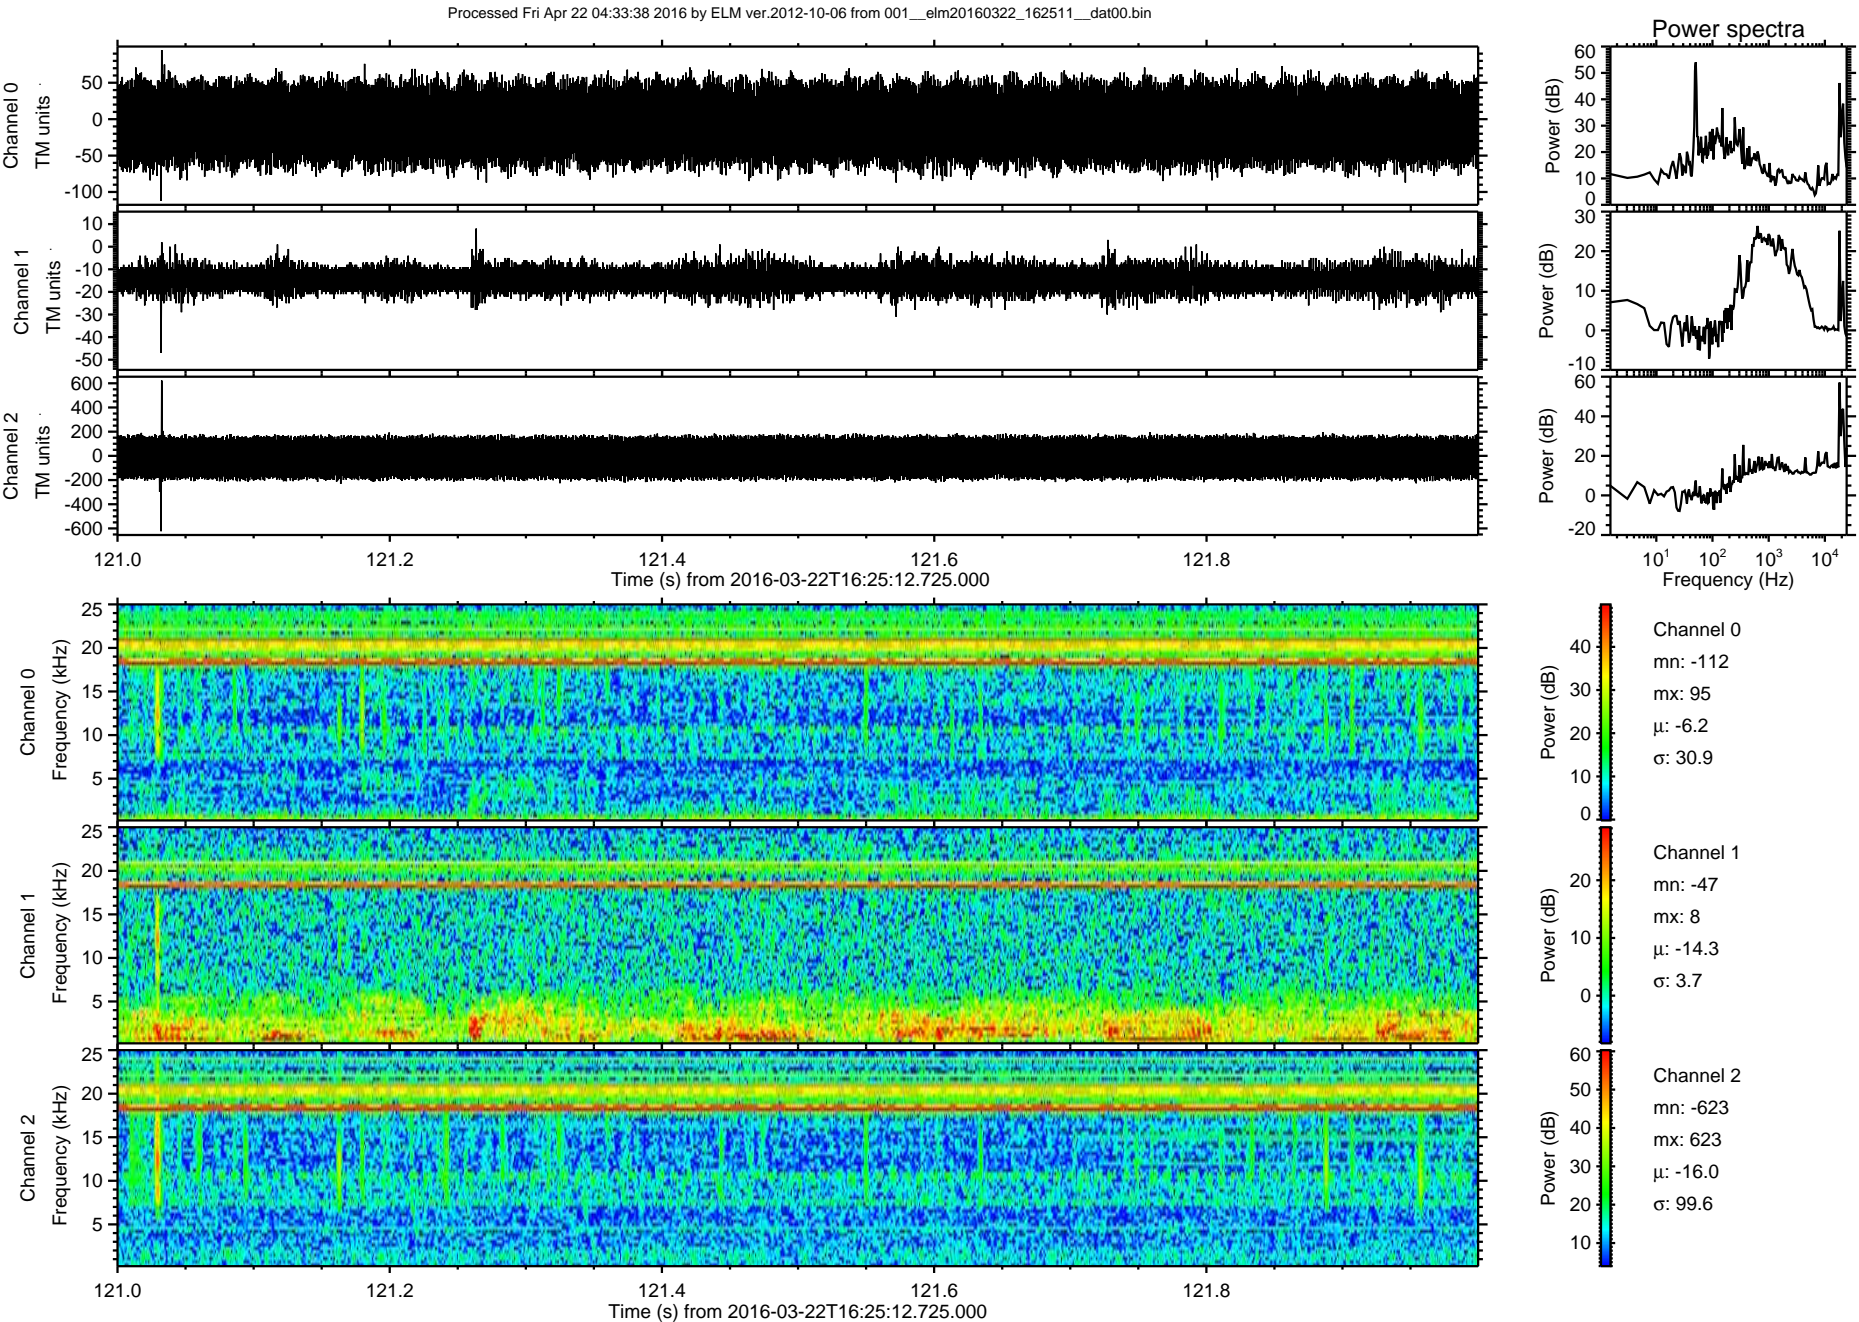 Processed Fri Apr 22 04:33:38 2016 by ELM ver.2012-10-06 from 001__elm20160322_162511__dat00.bin
Power spectra
Channel 0
TM units
50
0
-50
-100
Power (dB)
60
50
40
30
20
10
0
Channel 1
TM units
10
0
-10
-20
-30
-40
-50
Power (dB)
30
20
10
0
-10
Channel 2
TM units
600
400
200
0
-200
-400
-600
Power (dB)
60
40
20
0
-20
121.0 121.2 121.4 121.6 121.8
Time (s) from 2016-03-22T16:25:12.725.000
10^1 10^2 10^3 10^4
Frequency (Hz)
Channel 0
Frequency (kHz)
25
20
15
10
5
Power (dB)
40
30
20
10
0
Channel 0
mn: -112
mx: 95
μ: -6.2
σ: 30.9
Channel 1
Frequency (kHz)
25
20
15
10
5
Power (dB)
20
10
0
Channel 1
mn: -47
mx: 8
μ: -14.3
σ: 3.7
Channel 2
Frequency (kHz)
25
20
15
10
5
Power (dB)
60
50
40
30
20
10
Channel 2
mn: -623
mx: 623
μ: -16.0
σ: 99.6
121.0 121.2 121.4 121.6 121.8
Time (s) from 2016-03-22T16:25:12.725.000